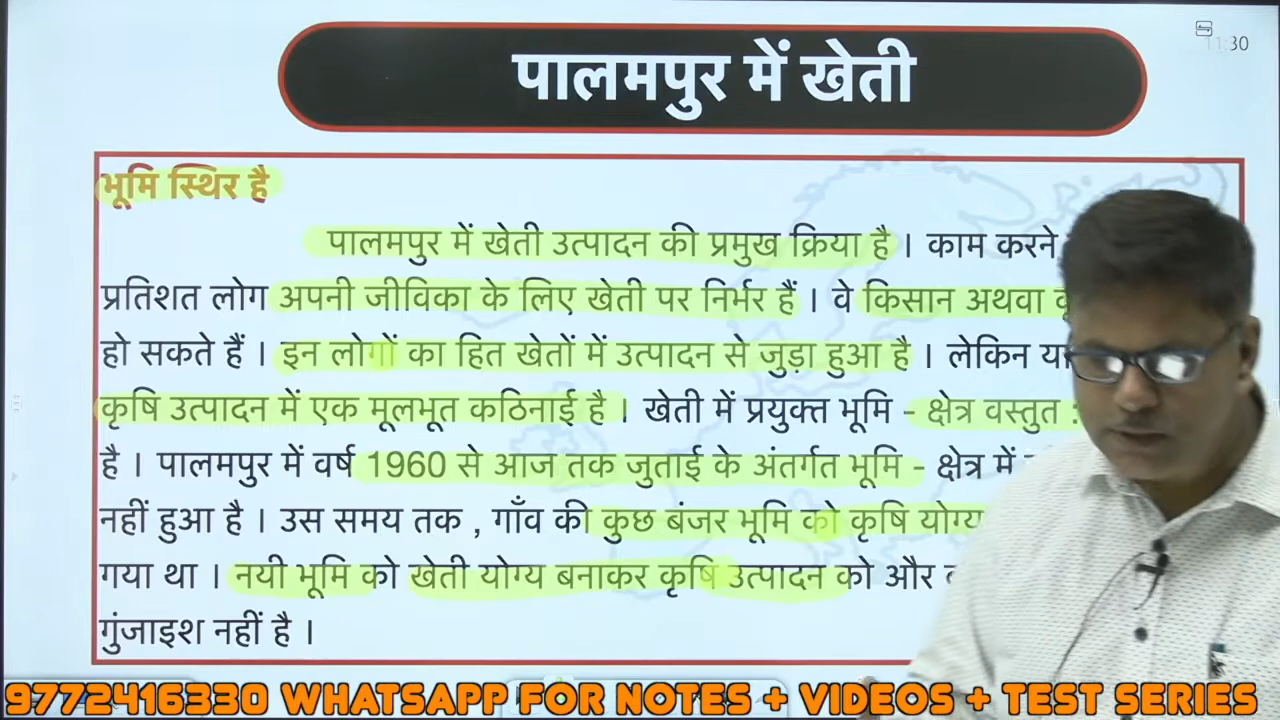 11:30
पालमपुर में खेती
भूमि स्थिर है
पालमपुर में खेती उत्पादन की प्रमुख क्रिया है । काम करने
प्रतिशत लोग अपनी जीविका के लिए खेती पर निर्भर हैं । वे किसान अथवा
हो सकते हैं । इन लोगों का हित खेतों में उत्पादन से जुड़ा हुआ है । लेकिन
कृषि उत्पादन में एक मूलभूत कठिनाई है । खेती में प्रयुक्त भूमि - क्षेत्र वस्तुत :
है । पालमपुर में वर्ष 1960 से आज तक जुताई के अंतर्गत भूमि - क्षेत्र में
नहीं हुआ है । उस समय तक , गाँव की कुछ बंजर भूमि को कृषि योग्य
गया था । नयी भूमि को खेती योग्य बनाकर कृषि उत्पादन को और
गुंजाइश नहीं है ।
9772416330 WHATSAPP FOR NOTES + VIDEOS + TEST SERIES